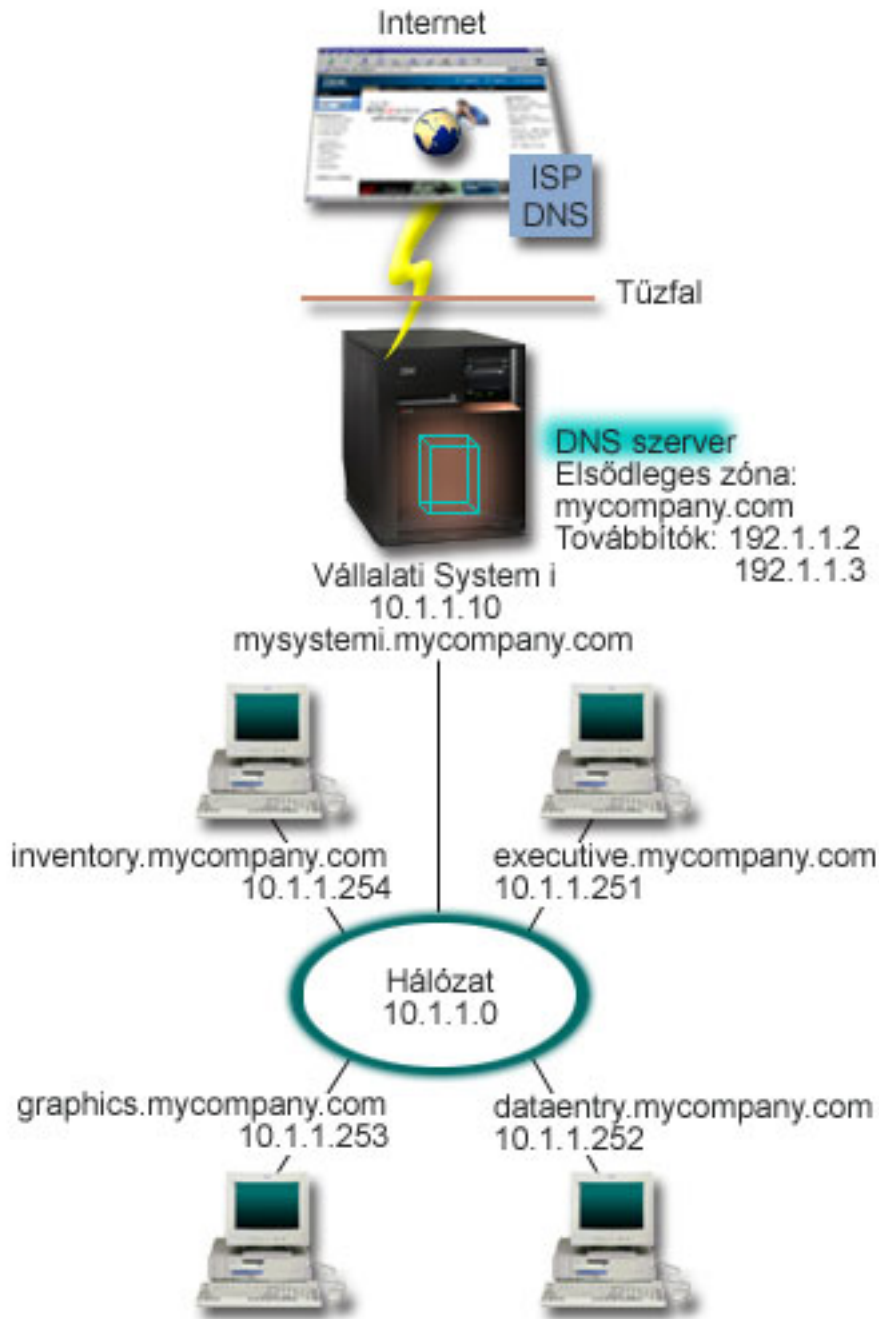 Internet
ISP
DNS
Tűzfal
DNS szerver
Elsődleges zóna:
mycompany.com
Továbbítók: 192.1.1.2
192.1.1.3
Vállalati System i
10.1.1.10
mysystemi.mycompany.com
inventory.mycompany.com
10.1.1.254
executive.mycompany.com
10.1.1.251
Hálózat
10.1.1.0
graphics.mycompany.com
10.1.1.253
dataentry.mycompany.com
10.1.1.252